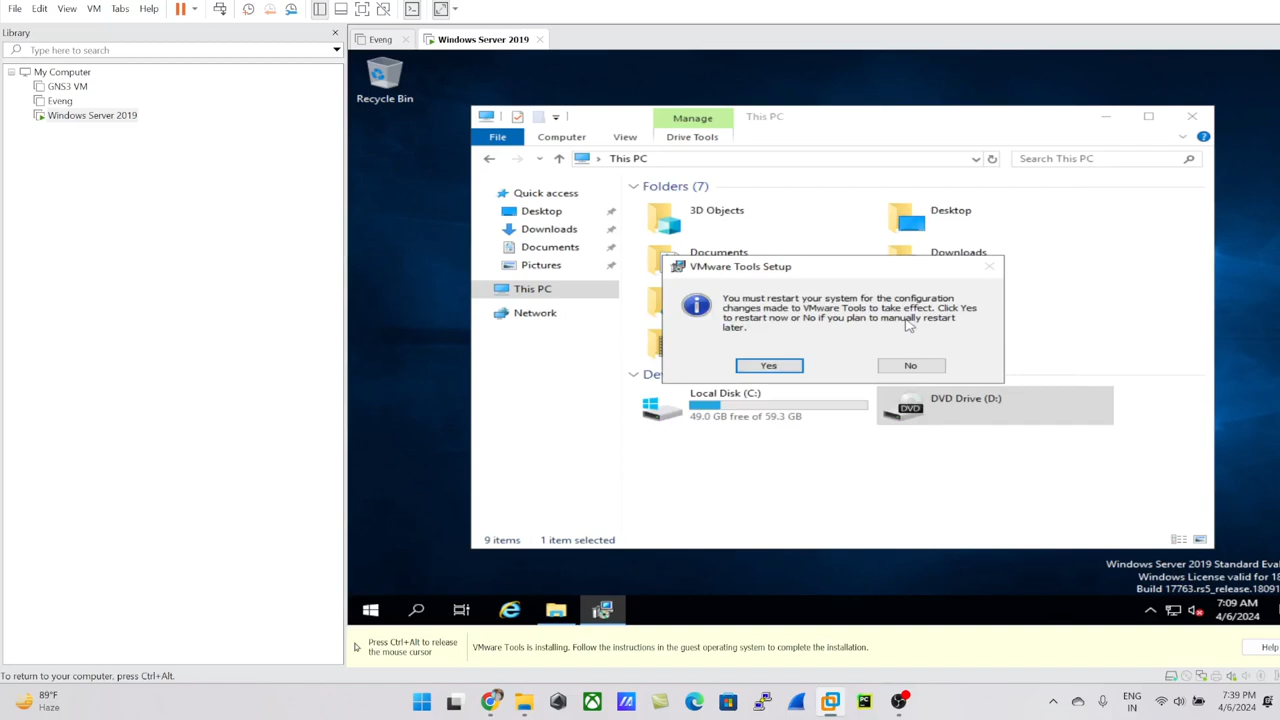 File Edit View VM Tabs Help
Library
Type here to search
My Computer
GNS3 VM
Eveng
Windows Server 2019
Eveng
Windows Server 2019
Recycle Bin
Manage
This PC
File
Computer
View
Drive Tools
This PC
Search This PC
Quick access
Desktop
Downloads
Documents
Pictures
This PC
Network
Folders (7)
3D Objects
Desktop
Documents
Downloads
VMware Tools Setup
You must restart your system for the configuration
changes made to VMware Tools to take effect. Click Yes
to restart now or No if you plan to manually restart
later.
Yes
No
Local Disk (C:)
49.0 GB free of 59.3 GB
DVD Drive (D:)
DVD
9 items
1 item selected
Windows Server 2019 Standard Eval
Windows License valid for 18
Build 17763.rs5_release.18091
7:09 AM
4/6/2024
Press Ctrl+Alt to release
the mouse cursor
VMware Tools is installing. Follow the instructions in the guest operating system to complete the installation.
Help
To return to your computer, press Ctrl+Alt.
89°F
Haze
ENG
IN
7:39 PM
4/6/2024